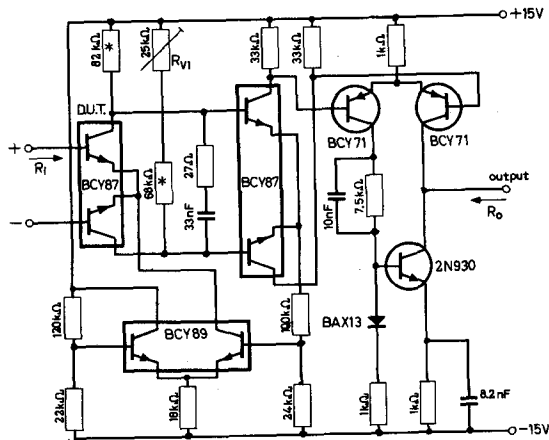 +15V
82kΩ
*
25kΩ
RV1
33kΩ
33kΩ
1kΩ
D.U.T.
+
Ri
BCY87
−
68kΩ
*
27Ω
33nF
BCY87
BCY71
BCY71
10nF
7.5kΩ
output
Ro
2N930
120kΩ
BCY89
100kΩ
BAX13
22kΩ
18kΩ
24kΩ
1kΩ
1kΩ
8.2nF
−15V